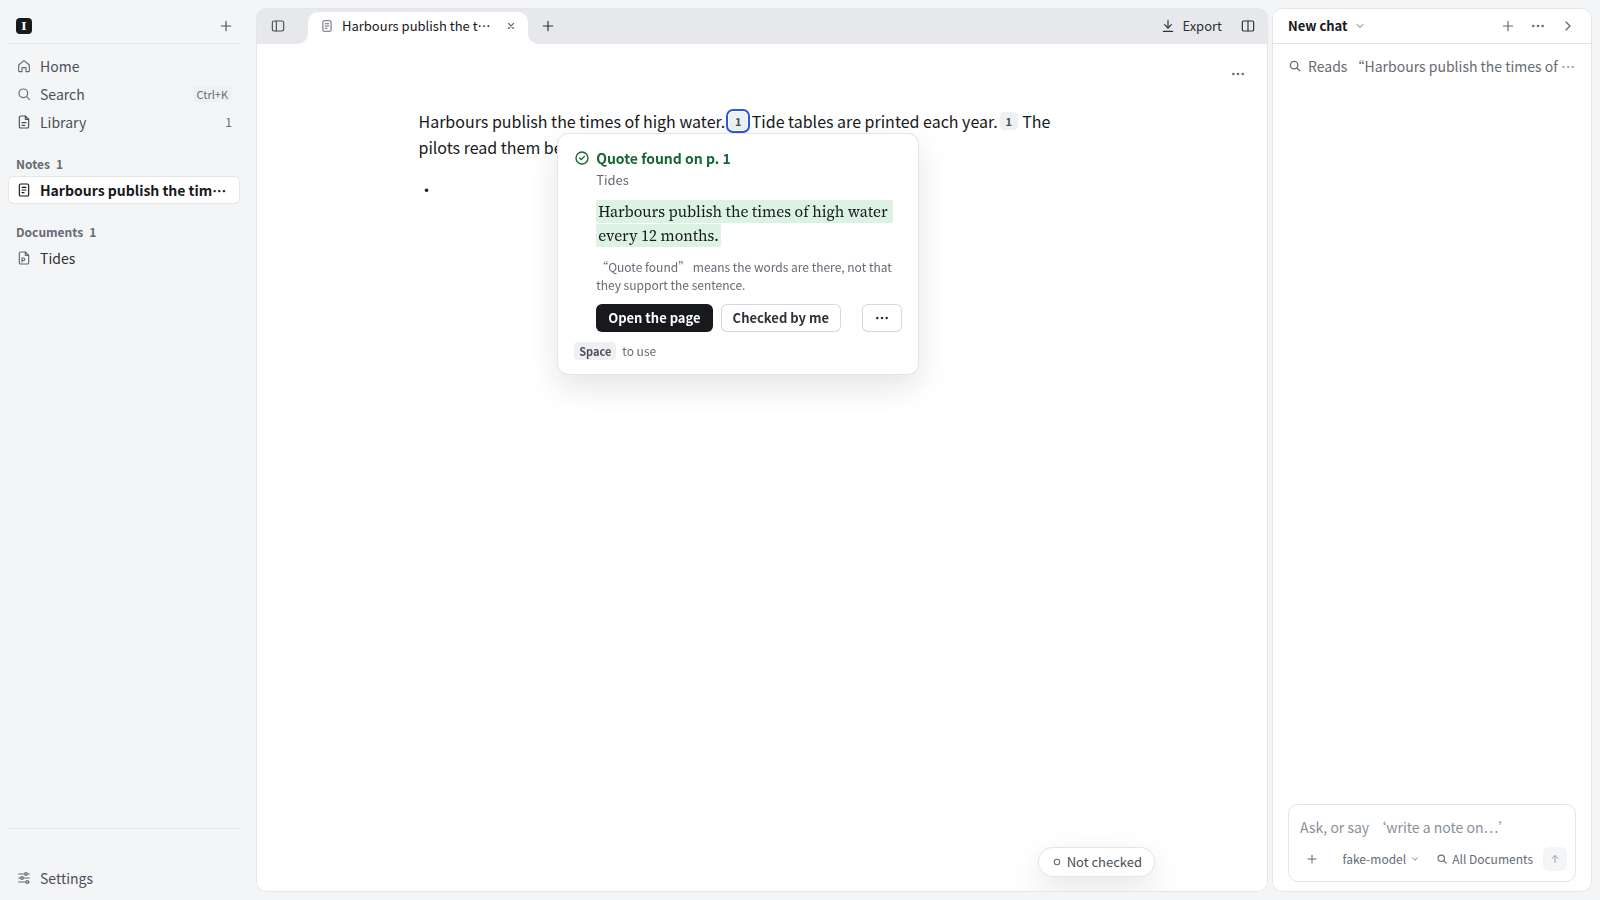 I
Home
Search Ctrl+K
Library 1
Notes 1
Harbours publish the tim···
Documents 1
Tides
Settings
Harbours publish the t···
Export
Harbours publish the times of high water. 1 Tide tables are printed each year. 1 The
pilots read them be
•
Quote found on p. 1
Tides
Harbours publish the times of high water
every 12 months.
“Quote found” means the words are there, not that
they support the sentence.
Open the page Checked by me ···
Space to use
Not checked
New chat
Reads “Harbours publish the times of ···
Ask, or say ‘write a note on…’
fake-model All Documents